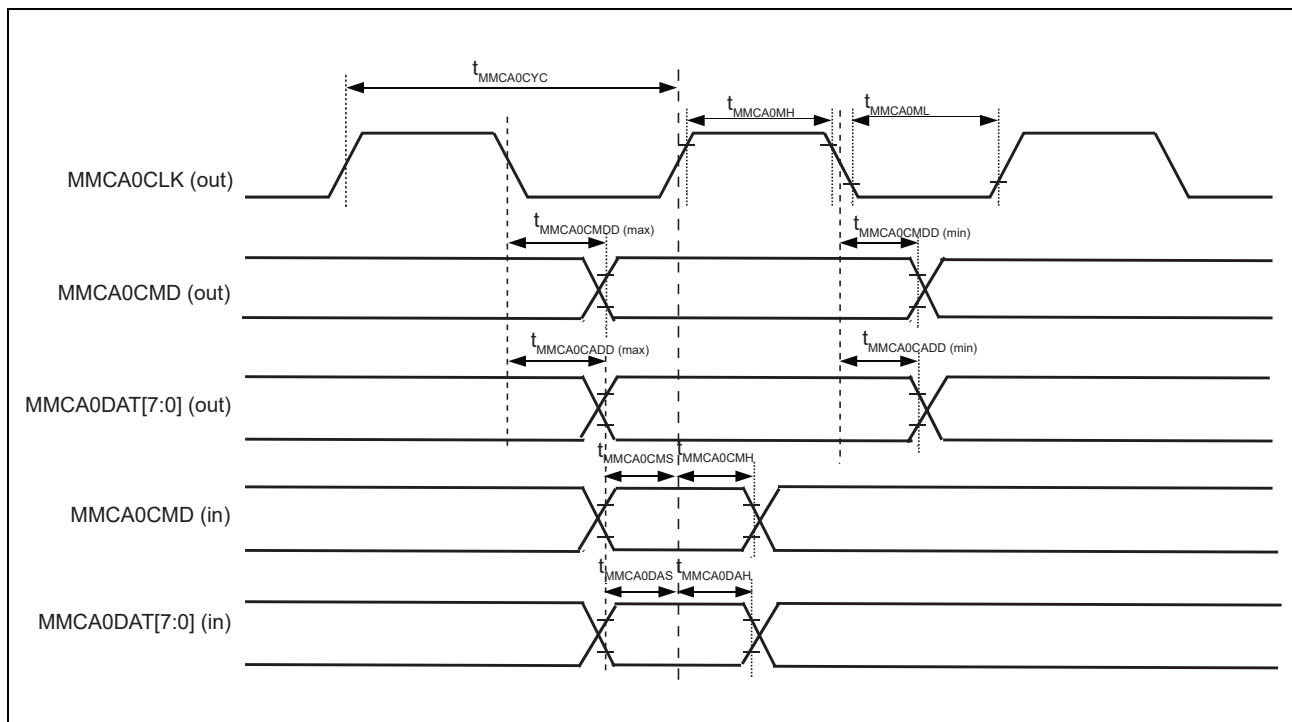 tMMCA0CYC
tMMCA0MH
tMMCA0ML
MMCA0CLK (out)
tMMCA0CMDD (max)
tMMCA0CMDD (min)
MMCA0CMD (out)
tMMCA0CADD (max)
tMMCA0CADD (min)
MMCA0DAT[7:0] (out)
tMMCA0CMS
tMMCA0CMH
MMCA0CMD (in)
tMMCA0DAS
tMMCA0DAH
MMCA0DAT[7:0] (in)